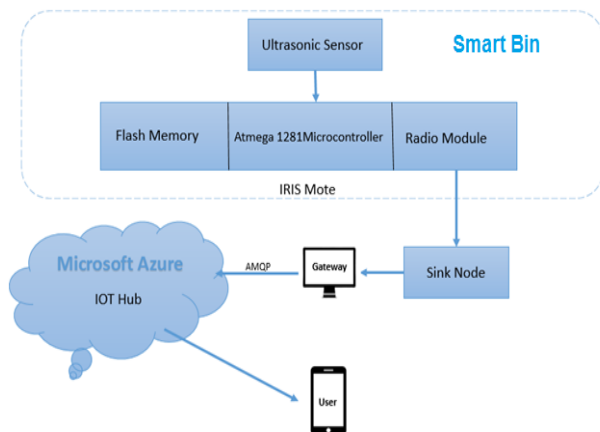 Ultrasonic Sensor
Smart Bin
Flash Memory
Atmega 1281Microcontroller
Radio Module
IRIS Mote
Microsoft Azure
IOT Hub
AMQP
Gateway
Sink Node
User